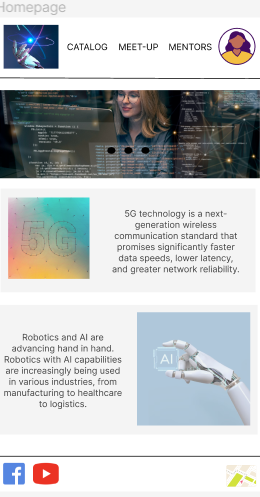 Homepage
CATALOG MEET-UP MENTORS
5G
5G technology is a next-
generation wireless
communication standard that
promises significantly faster
data speeds, lower latency,
and greater network reliability.
Robotics and AI are
advancing hand in hand.
Robotics with AI capabilities
are increasingly being used
in various industries, from
manufacturing to healthcare
to logistics.
AI